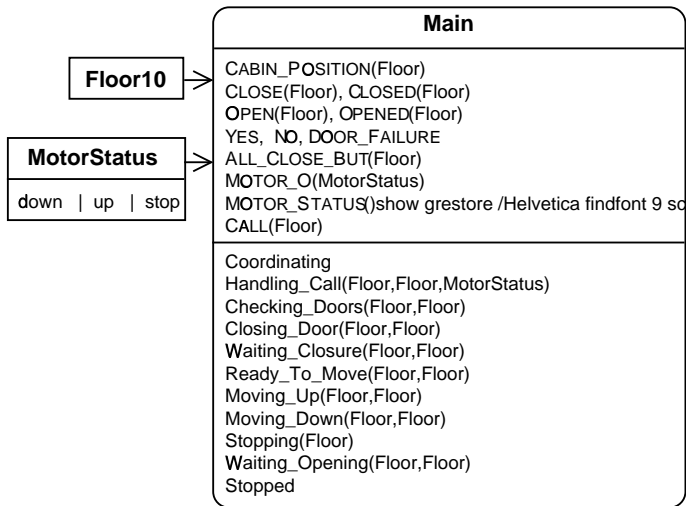 Main
Floor10
MotorStatus
down | up | stop
CABIN_POSITION(Floor)
CLOSE(Floor), CLOSED(Floor)
OPEN(Floor), OPENED(Floor)
YES, NO, DOOR_FAILURE
ALL_CLOSE_BUT(Floor)
MOTOR_O(MotorStatus)
MOTOR_STATUS()show grestore /Helvetica findfont 9 sc
CALL(Floor)
Coordinating
Handling_Call(Floor,Floor,MotorStatus)
Checking_Doors(Floor,Floor)
Closing_Door(Floor,Floor)
Waiting_Closure(Floor,Floor)
Ready_To_Move(Floor,Floor)
Moving_Up(Floor,Floor)
Moving_Down(Floor,Floor)
Stopping(Floor)
Waiting_Opening(Floor,Floor)
Stopped